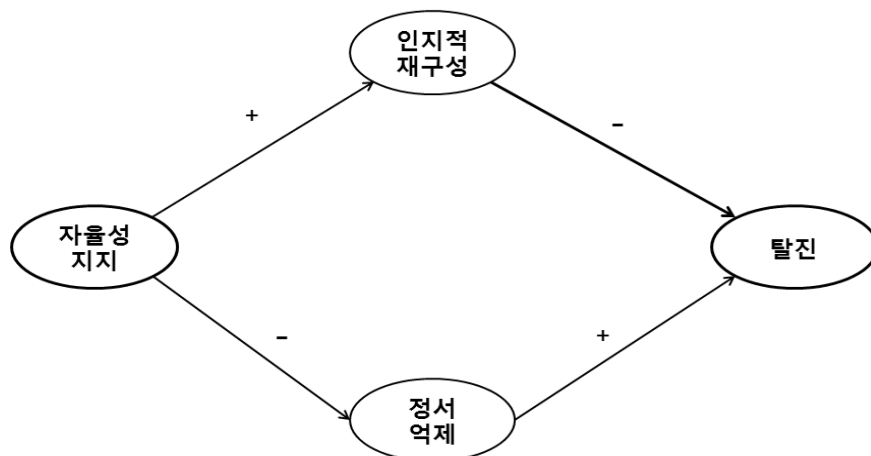 인지적
재구성
+
-
자율성
지지
탈진
-
+
정서
억제